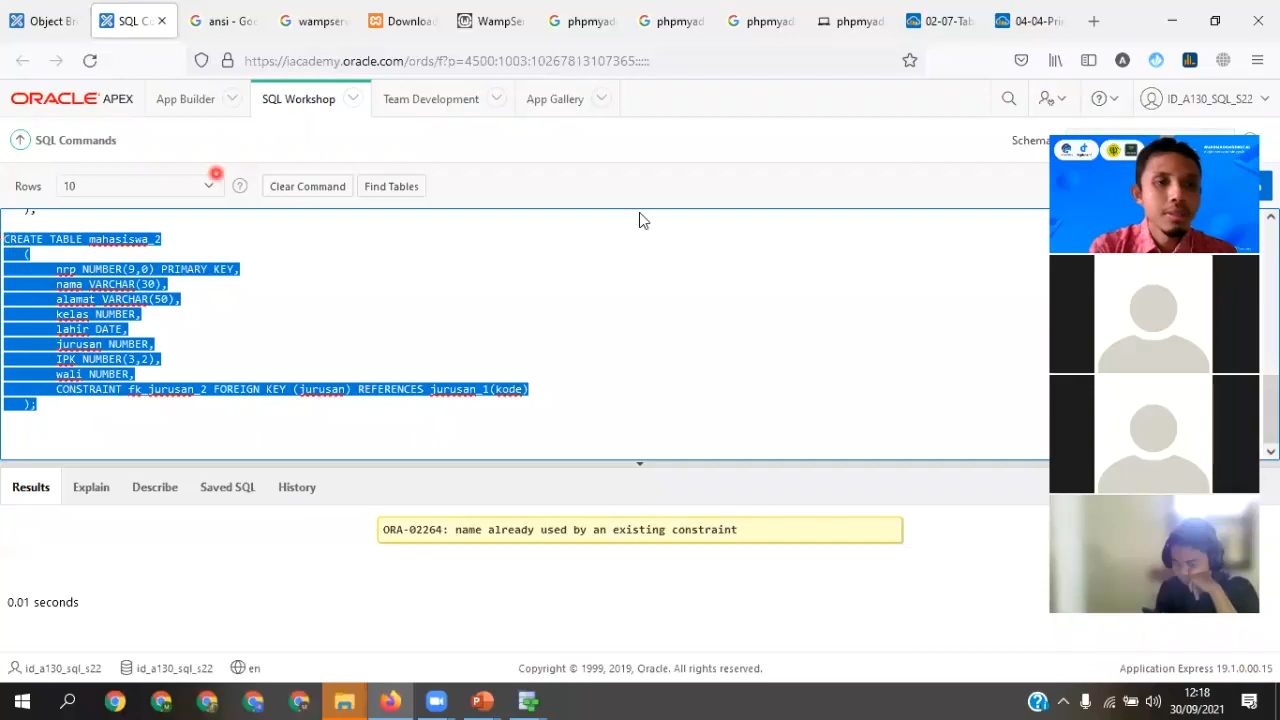 Object Br
SQL C
ansi - Goo
wampserv
Download
WampSer
phpmyad
phpmyad
phpmyad
phpmyad
02-07-Tab
04-04-Pri
https://iacademy.oracle.com/ords/f?p=4500:1003:10267813107365:::::
ORACLE APEX
App Builder
SQL Workshop
Team Development
App Gallery
ID_A130_SQL_S22
SQL Commands
Schema
Rows
10
Clear Command
Find Tables
);
CREATE TABLE mahasiswa_2
(
nrp NUMBER(9,0) PRIMARY KEY,
nama VARCHAR(30),
alamat VARCHAR(50),
kelas NUMBER,
lahir DATE,
jurusan NUMBER,
IPK NUMBER(3,2),
wali NUMBER,
CONSTRAINT fk_jurusan_2 FOREIGN KEY (jurusan) REFERENCES jurusan_1(kode)
);
Results
Explain
Describe
Saved SQL
History
ORA-02264: name already used by an existing constraint
0.01 seconds
id_a130_sql_s22
id_a130_sql_s22
en
Copyright © 1999, 2019, Oracle. All rights reserved.
Application Express 19.1.0.00.15
12:18
30/09/2021